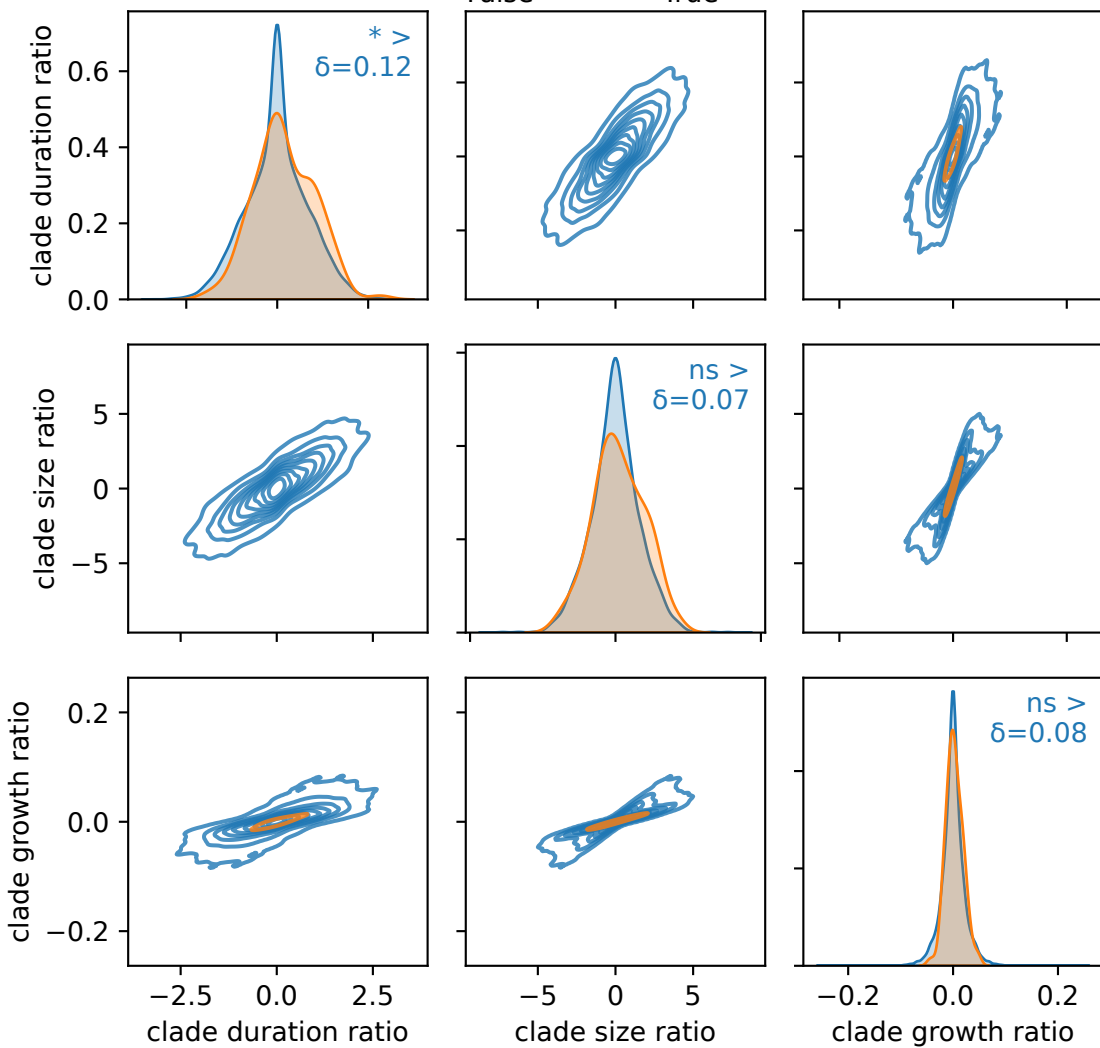 clade duration ratio
0.6
0.4
0.2
0.0
* >
δ=0.12
clade size ratio
5
0
−5
ns >
δ=0.07
clade growth ratio
0.2
0.0
−0.2
ns >
δ=0.08
−2.5 0.0 2.5
−5 0 5
−0.2 0.0 0.2
clade duration ratio
clade size ratio
clade growth ratio